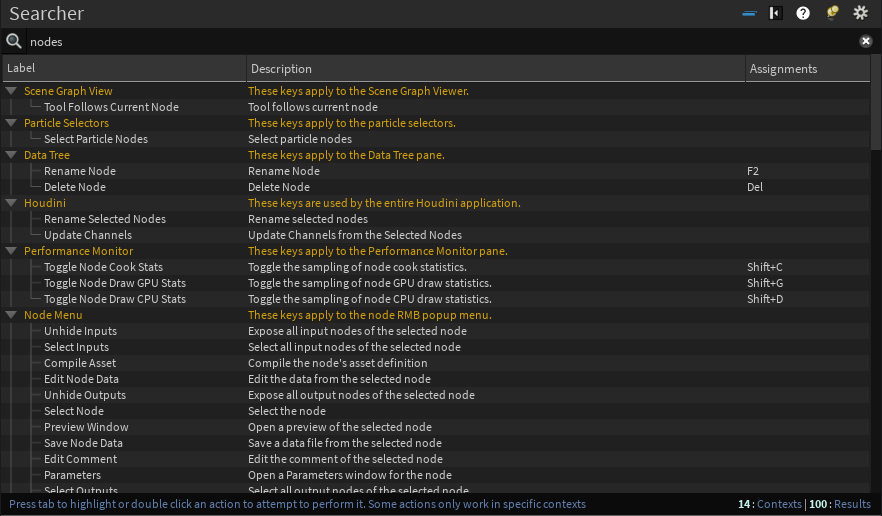 Searcher
nodes
Label Description Assignments
Scene Graph View These keys apply to the Scene Graph Viewer.
Tool Follows Current Node Tool follows current node
Particle Selectors These keys apply to the particle selectors.
Select Particle Nodes Select particle nodes
Data Tree These keys apply to the Data Tree pane.
Rename Node Rename Node F2
Delete Node Delete Node Del
Houdini These keys are used by the entire Houdini application.
Rename Selected Nodes Rename selected nodes
Update Channels Update Channels from the Selected Nodes
Performance Monitor These keys apply to the Performance Monitor pane.
Toggle Node Cook Stats Toggle the sampling of node cook statistics. Shift+C
Toggle Node Draw GPU Stats Toggle the sampling of node GPU draw statistics. Shift+G
Toggle Node Draw CPU Stats Toggle the sampling of node CPU draw statistics. Shift+D
Node Menu These keys apply to the node RMB popup menu.
Unhide Inputs Expose all input nodes of the selected node
Select Inputs Select all input nodes of the selected node
Compile Asset Compile the node's asset definition
Edit Node Data Edit the data from the selected node
Unhide Outputs Expose all output nodes of the selected node
Select Node Select the node
Preview Window Open a preview of the selected node
Save Node Data Save a data file from the selected node
Edit Comment Edit the comment of the selected node
Parameters Open a Parameters window for the node
Select Outputs Select all output nodes of the selected node
Press tab to highlight or double click an action to attempt to perform it. Some actions only work in specific contexts 14 : Contexts | 100 : Results